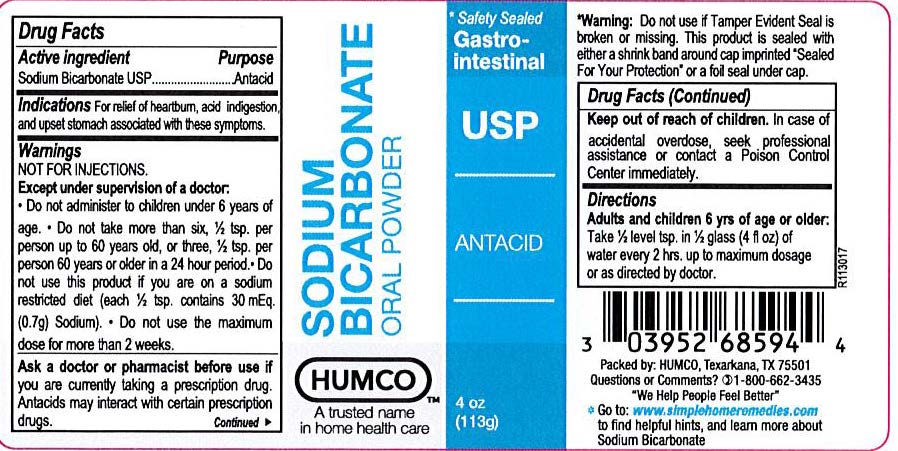 Drug Facts
Active ingredient Purpose
Sodium Bicarbonate USP......................Antacid
Indications For relief of heartburn, acid indigestion,
and upset stomach associated with these symptoms.
Warnings
NOT FOR INJECTIONS.
Except under supervision of a doctor:
• Do not administer to children under 6 years of
age. • Do not take more than six, ½ tsp. per
person up to 60 years old, or three, ½ tsp. per
person 60 years or older in a 24 hour period.• Do
not use this product if you are on a sodium
restricted diet (each ½ tsp. contains 30 mEq.
(0.7g) Sodium). • Do not use the maximum
dose for more than 2 weeks.
Ask a doctor or pharmacist before use if
you are currently taking a prescription drug.
Antacids may interact with certain prescription
drugs. Continued ▶
SODIUM
BICARBONATE
ORAL POWDER
HUMCO™
A trusted name
in home health care
* Safety Sealed
Gastro-
intestinal
USP
ANTACID
4 oz
(113g)
*Warning: Do not use if Tamper Evident Seal is
broken or missing. This product is sealed with
either a shrink band around cap imprinted "Sealed
For Your Protection" or a foil seal under cap.
Drug Facts (Continued)
Keep out of reach of children. In case of
accidental overdose, seek professional
assistance or contact a Poison Control
Center immediately.
Directions
Adults and children 6 yrs of age or older:
Take ½ level tsp. in ½ glass (4 fl oz) of
water every 2 hrs. up to maximum dosage
or as directed by doctor.
R113017
3 03952 68594 4
Packed by: HUMCO, Texarkana, TX 75501
Questions or Comments? ✆1-800-662-3435
"We Help People Feel Better"
* Go to: www.simplehomeremedies.com
to find helpful hints, and learn more about
Sodium Bicarbonate